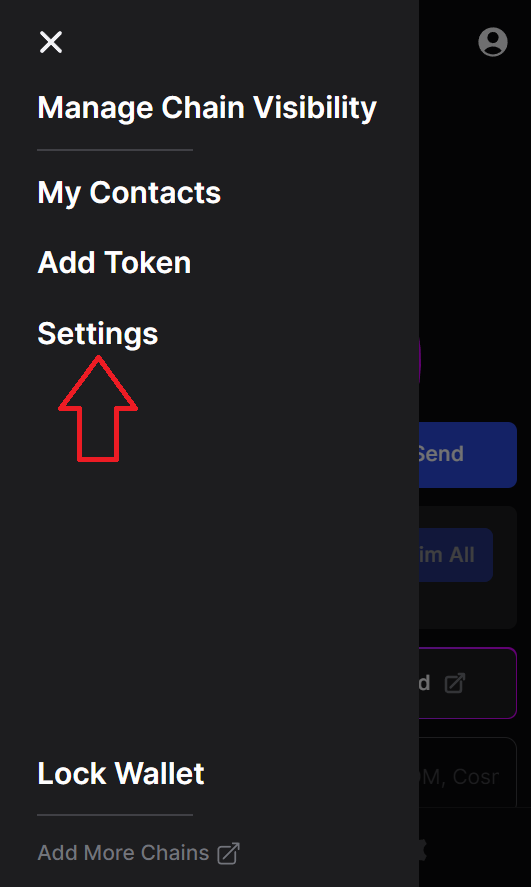 Manage Chain Visibility
My Contacts
Add Token
Settings
Send
im All
d
OM, Cosr
Lock Wallet
Add More Chains